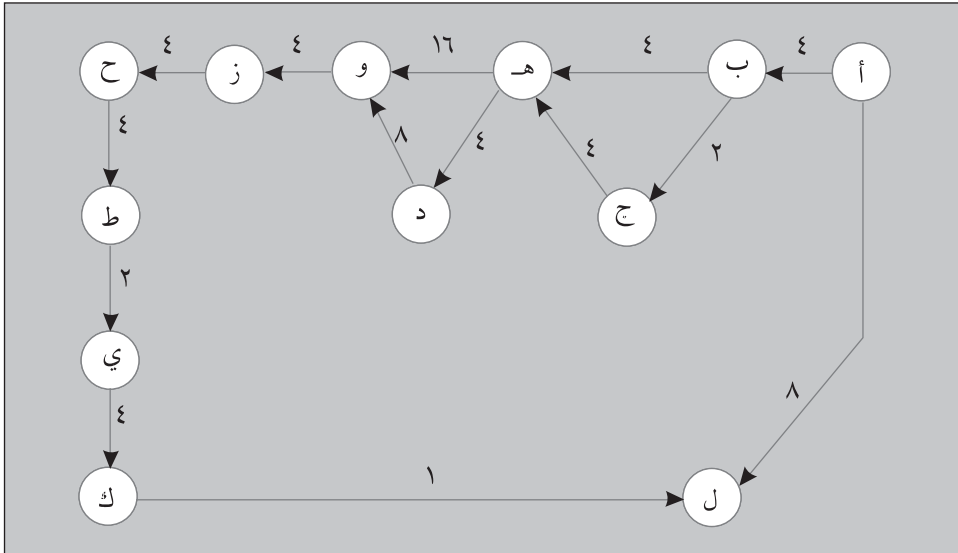 ٤ ٤ ١٦ ٤ ٤
أ ب هـ و ز ح
٨ ٤ ٤ ٢ ٤
د ج
ط
٢
ي
٨
٤
١
ل ك